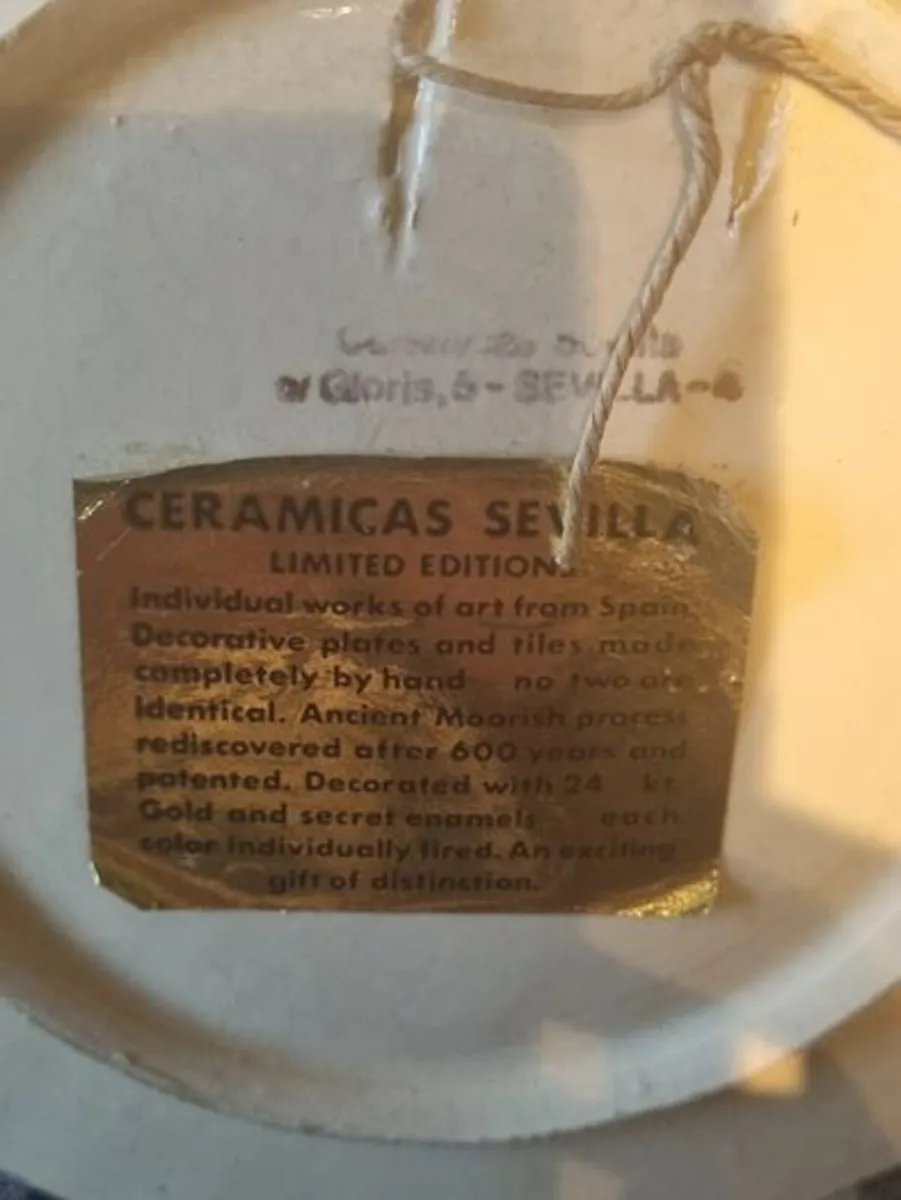 Sevilla
c/ Gloria, 6 - SEVILLA-4
CERAMICAS SEVILLA
LIMITED EDITIONS
Individual works of art from Spain.
Decorative plates and tiles made
completely by hand no two are
identical. Ancient Moorish process
rediscovered after 600 years and
patented. Decorated with 24 kt.
Gold and secret enamels each
color individually fired. An exciting
gift of distinction.